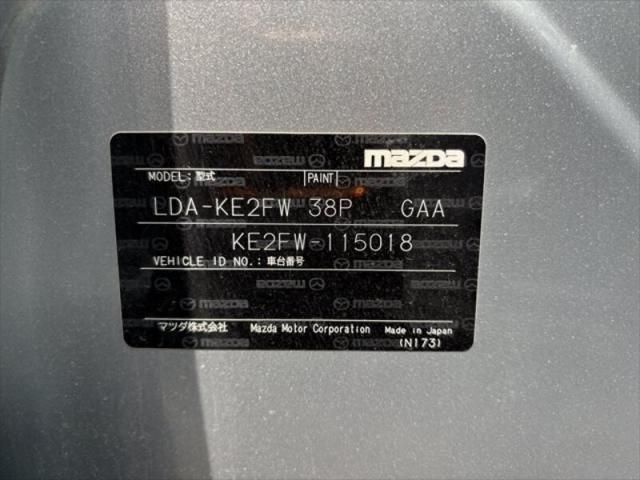 mazda
MODEL: 型式 PAINT
LDA-KE2FW 38P GAA
KE2FW-115018
VEHICLE ID NO.: 車台番号
マツダ株式会社 Mazda Motor Corporation Made in Japan
(N173)